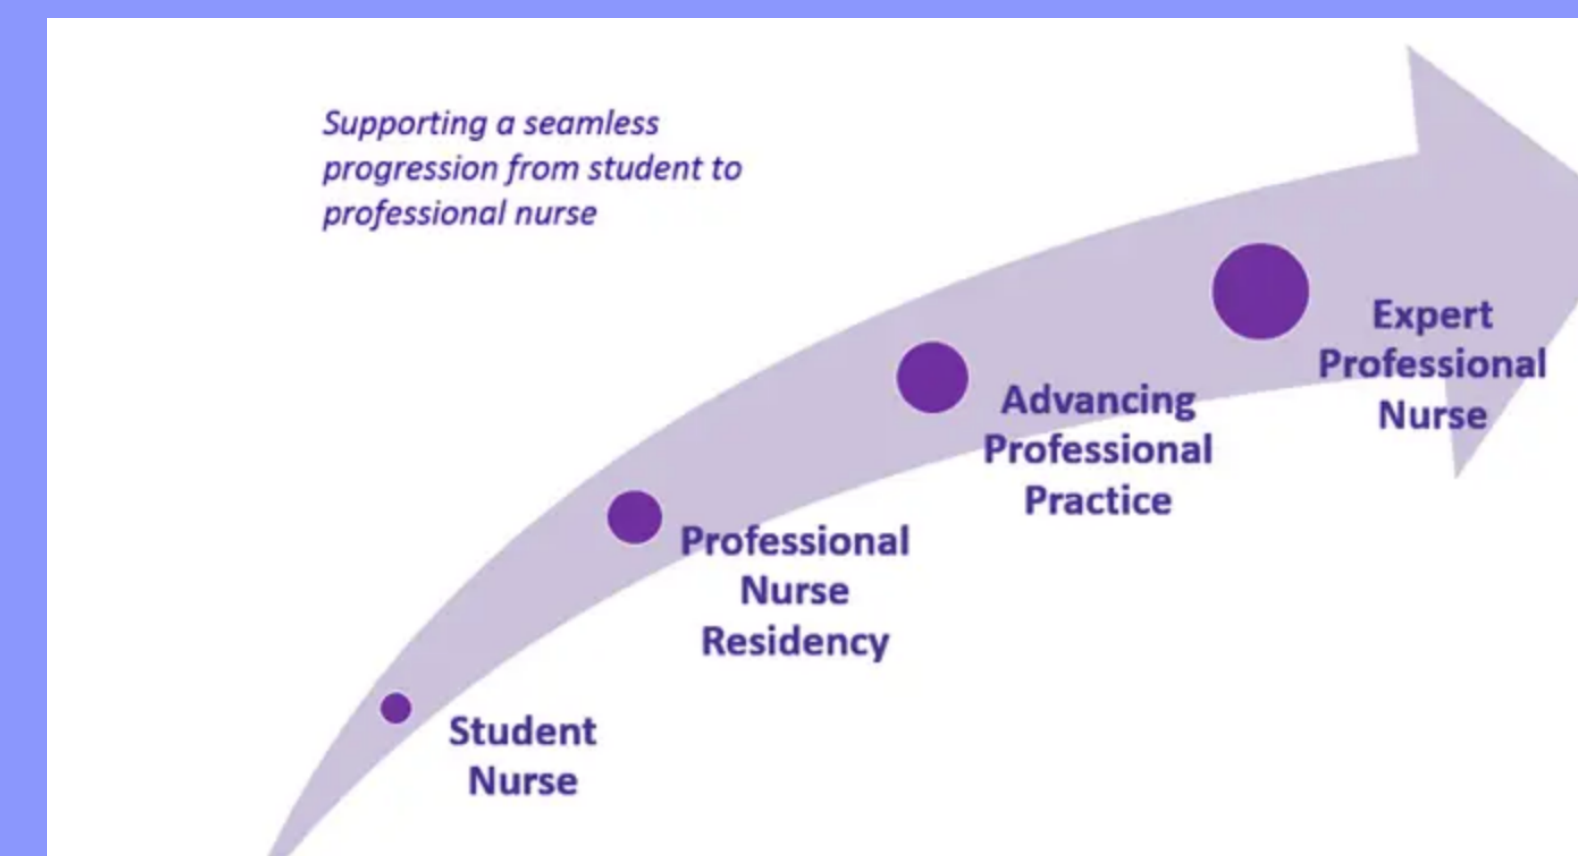 Supporting a seamless
progression from student to
professional nurse
Expert
Professional
Nurse
Advancing
Professional
Practice
Professional
Nurse
Residency
Student
Nurse